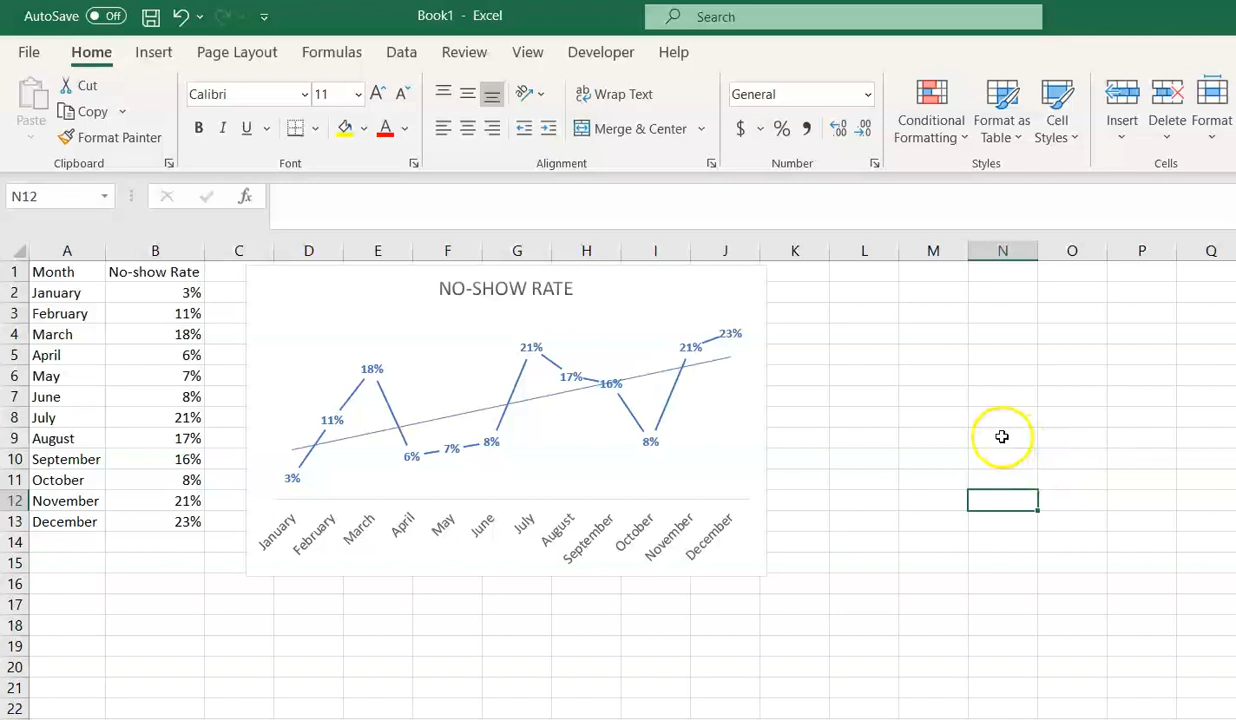 AutoSave Off Book1 - Excel Search
File Home Insert Page Layout Formulas Data Review View Developer Help
Paste Cut Copy Format Painter
Clipboard
Calibri 11
B I U A
Font
Wrap Text
Merge & Center
Alignment
General
$ % ,
Number
Conditional Formatting Format as Table Cell Styles
Styles
Insert Delete Format
Cells
N12 fx
A B C D E F G H I J K L M N O P Q
1 Month No-show Rate
2 January 3%
3 February 11%
4 March 18%
5 April 6%
6 May 7%
7 June 8%
8 July 21%
9 August 17%
10 September 16%
11 October 8%
12 November 21%
13 December 23%
14
15
16
17
18
19
20
21
22
NO-SHOW RATE
3% 11% 18% 6% 7% 8% 21% 17% 16% 8% 21% 23%
January February March April May June July August September October November December